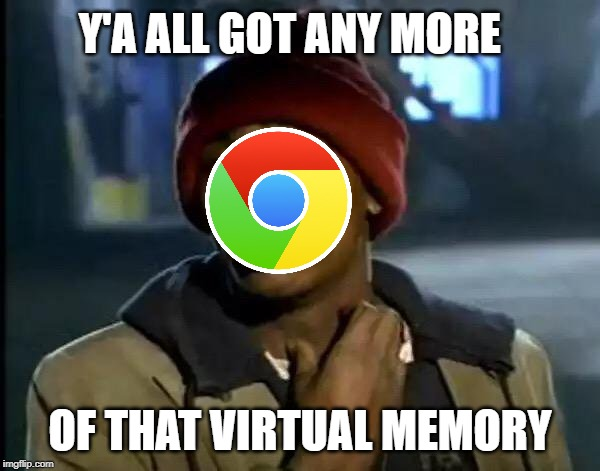 Y'A ALL GOT ANY MORE
OF THAT VIRTUAL MEMORY
imgflip.com